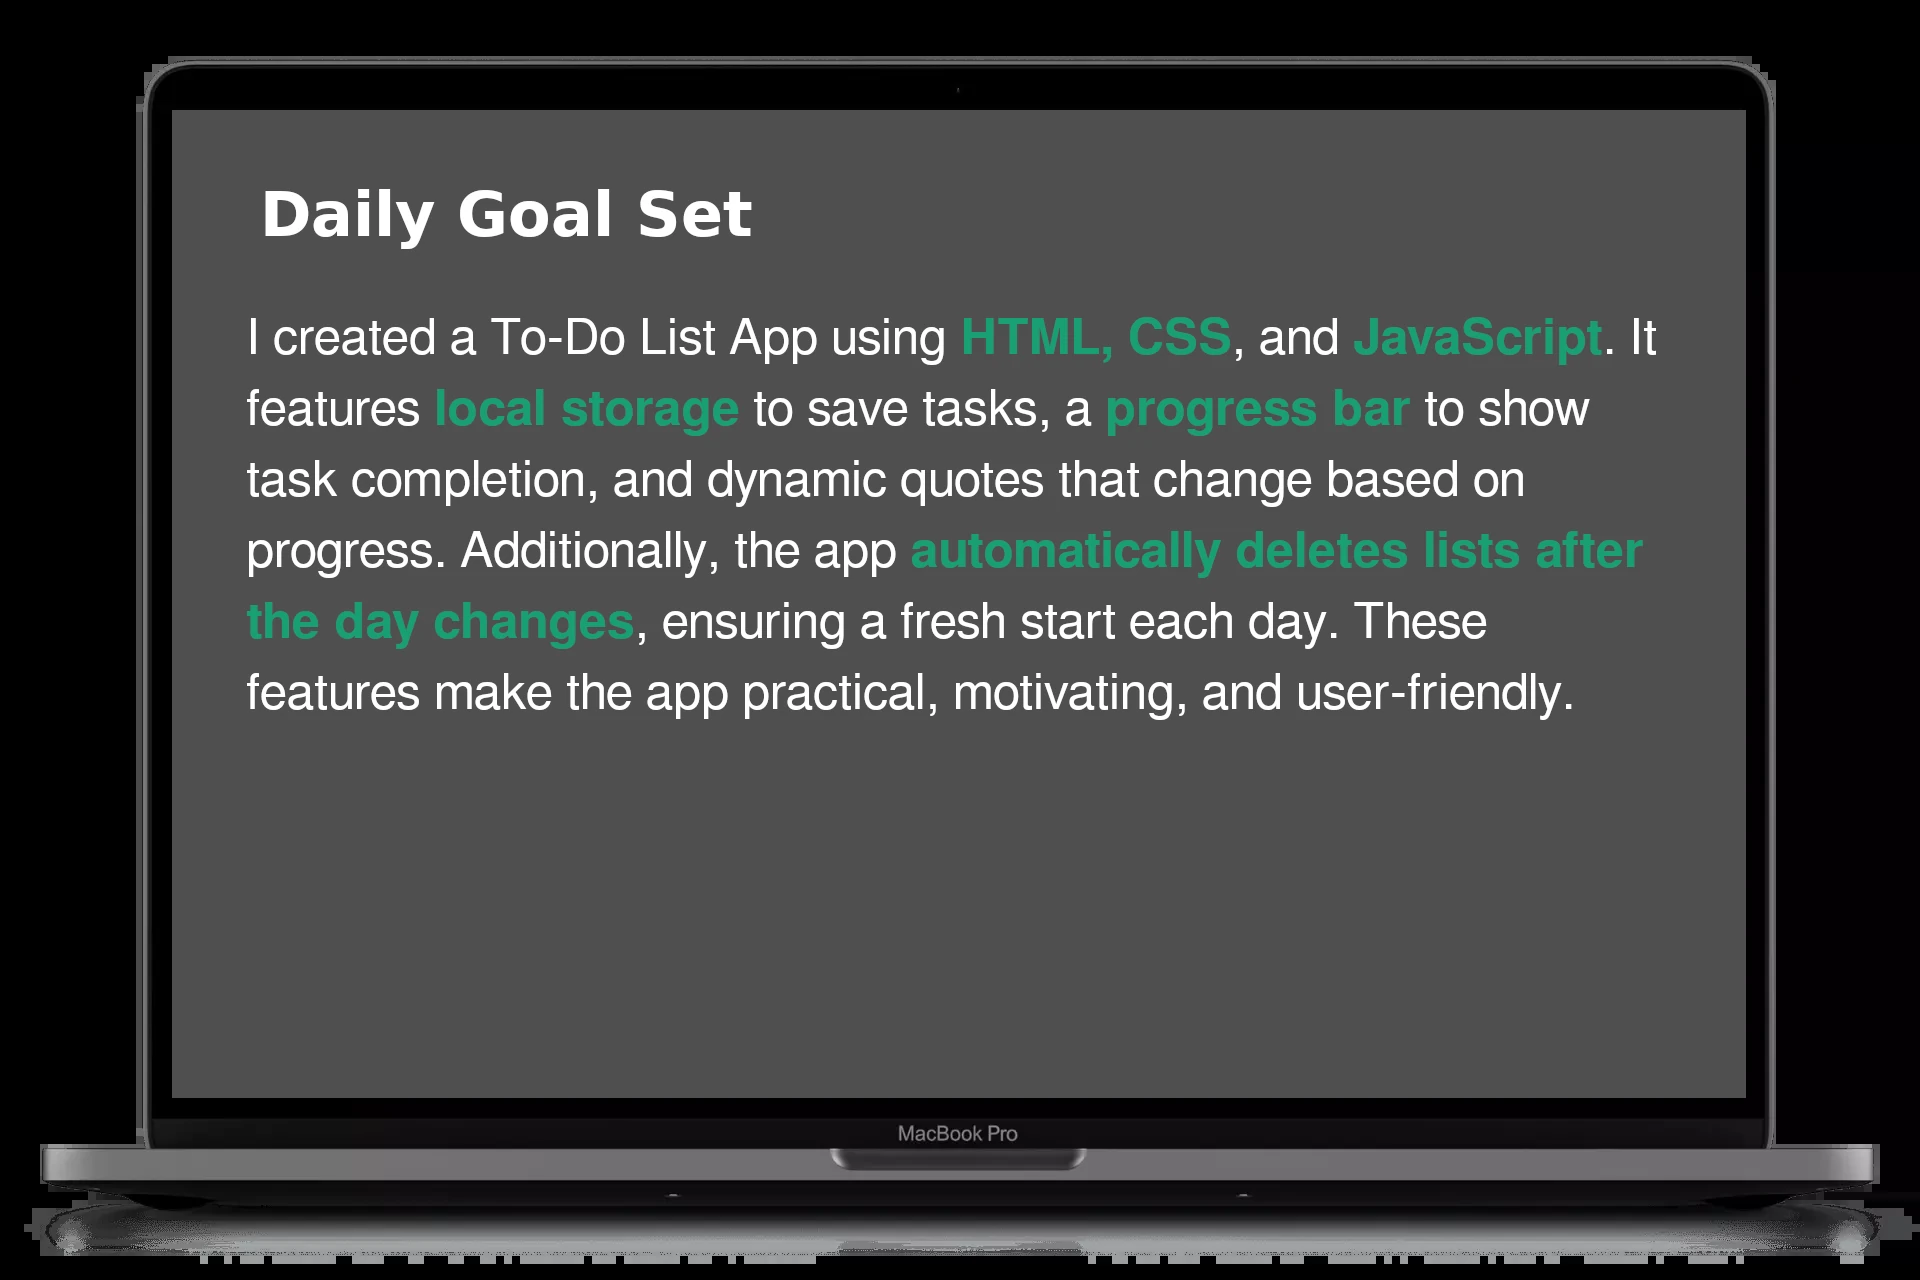 Daily Goal Set
I created a To-Do List App using HTML, CSS, and JavaScript. It
features local storage to save tasks, a progress bar to show
task completion, and dynamic quotes that change based on
progress. Additionally, the app automatically deletes lists after
the day changes, ensuring a fresh start each day. These
features make the app practical, motivating, and user-friendly.
MacBook Pro